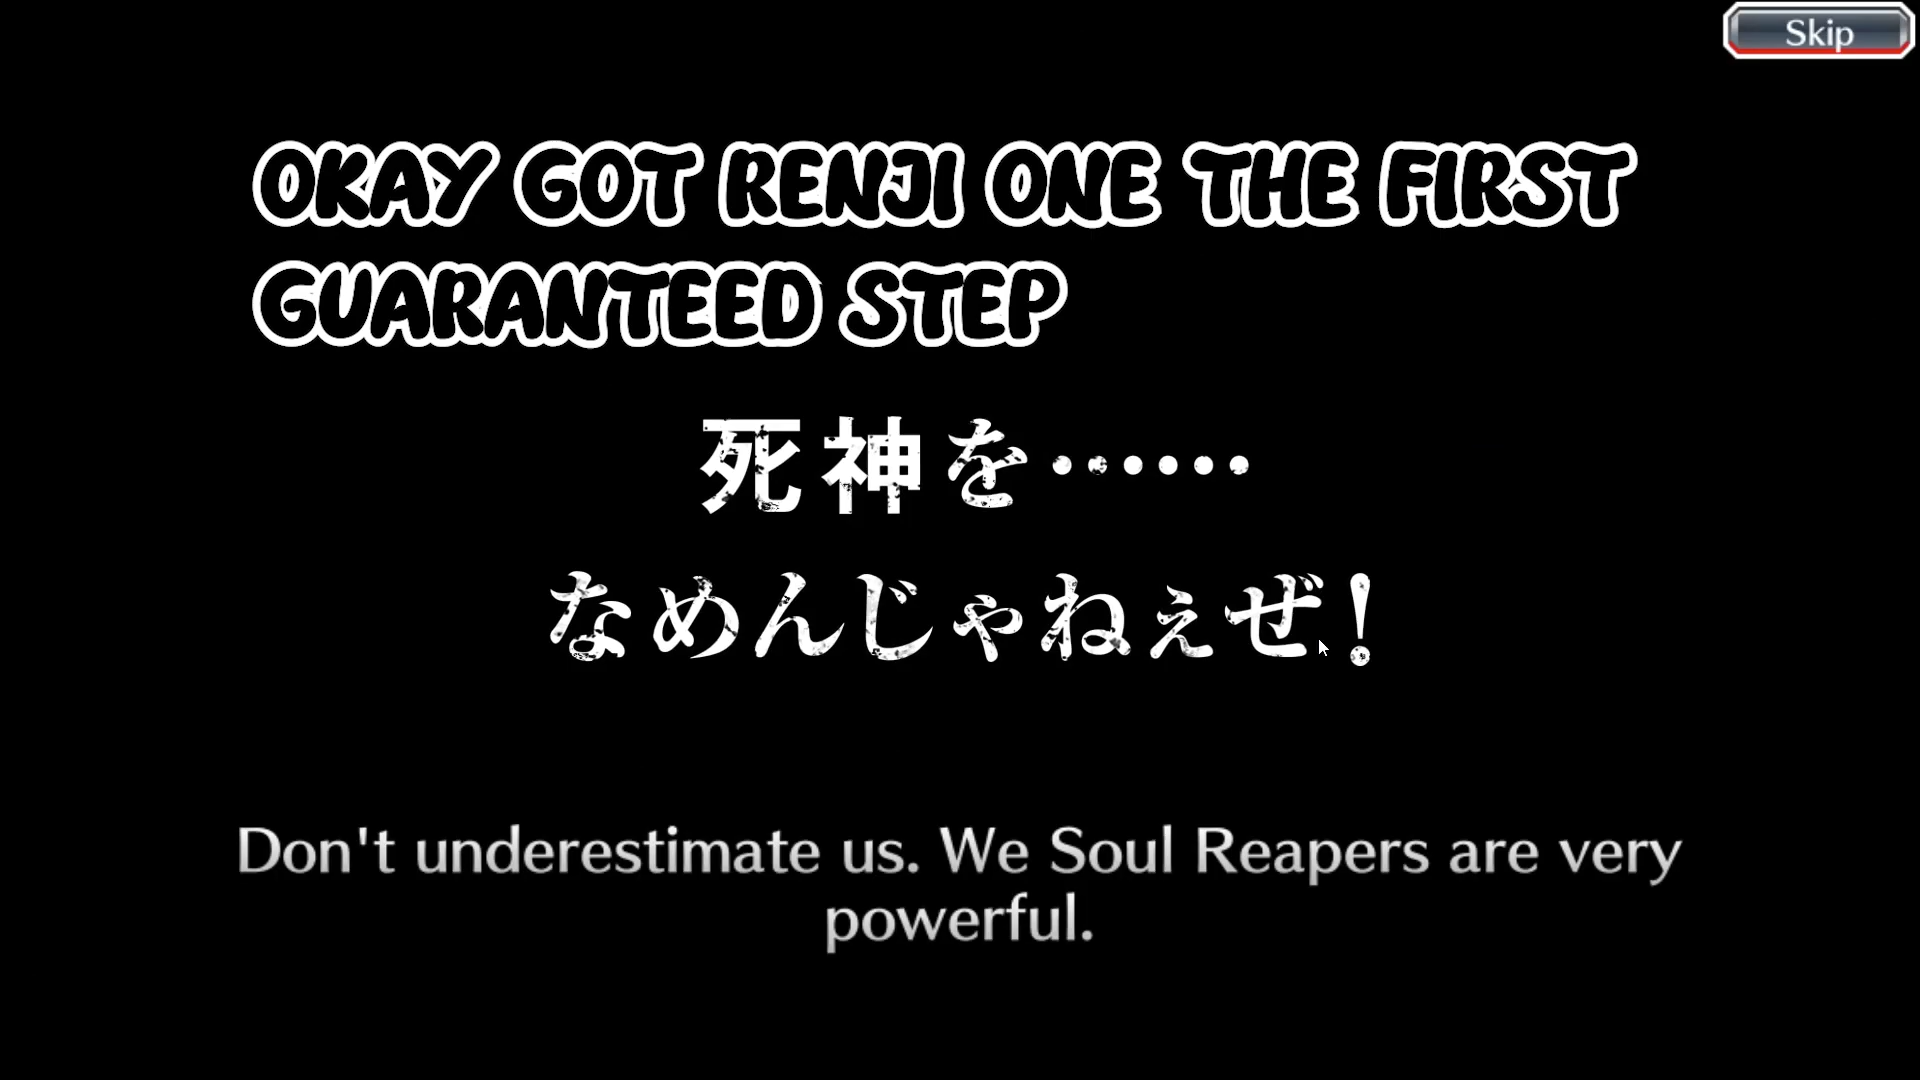 Skip
OKAY GOT RENJI ONE THE FIRST
GUARANTEED STEP
死神を……
なめんじゃねぇぜ!
Don't underestimate us. We Soul Reapers are very
powerful.